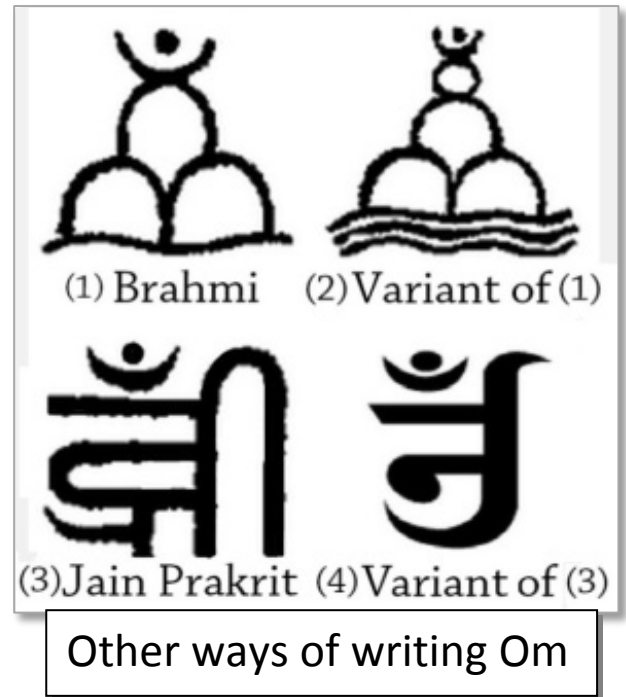 (1) Brahmi (2) Variant of (1)
(3) Jain Prakrit (4) Variant of (3)
Other ways of writing Om